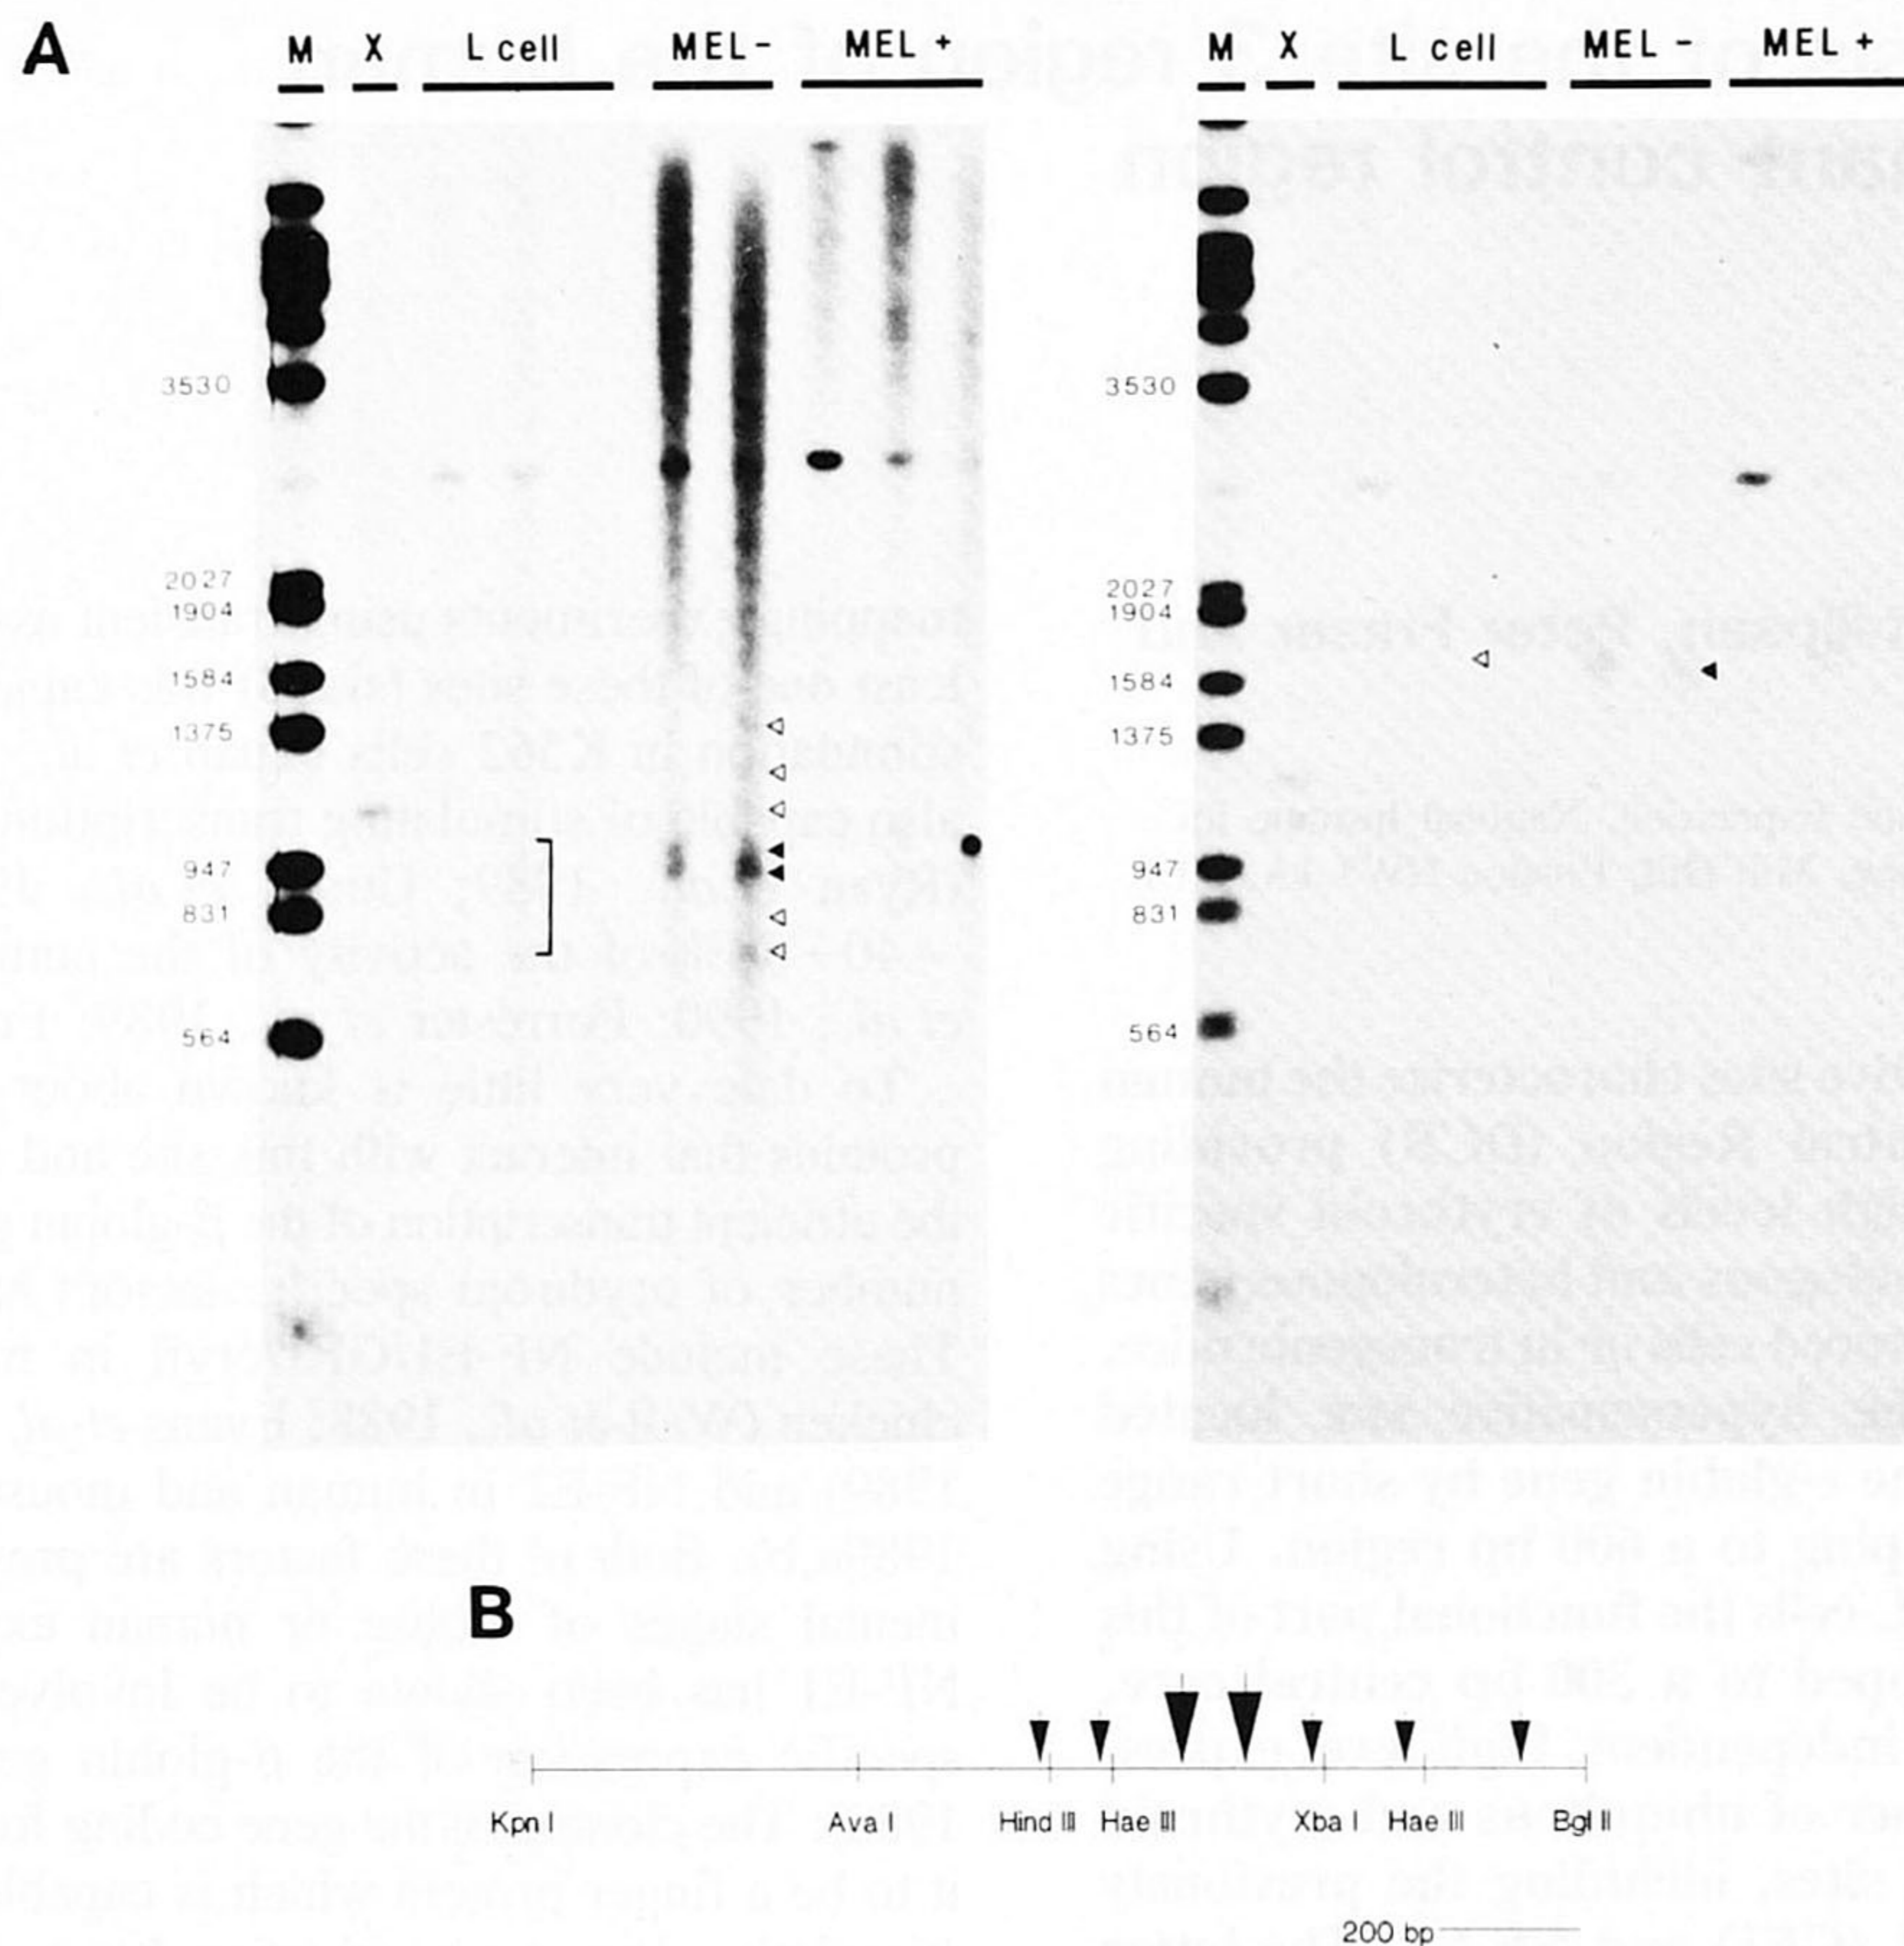 A
M X L cell MEL- MEL +
M X L cell MEL - MEL +
3530
2027
1904
1584
1375
947
831
564
3530
2027
1904
1584
1375
947
831
564
B
Kpn I Ava I Hind III Hae III Xba I Hae III Bgl II
200 bp